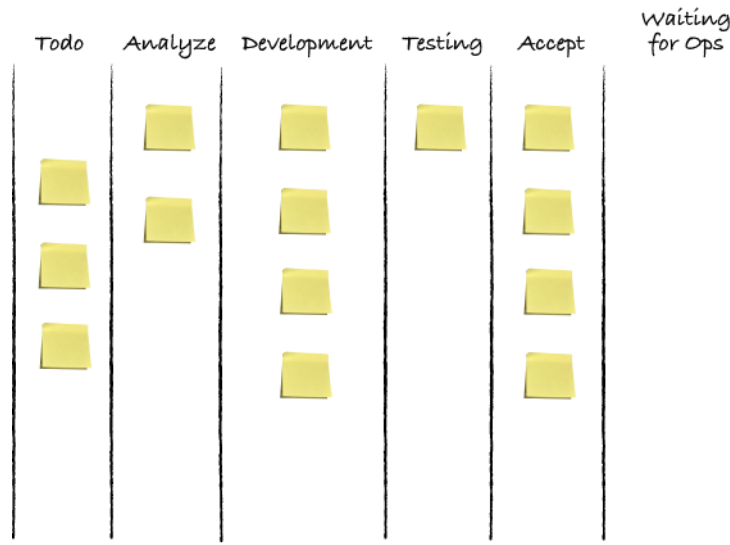 Todo
Analyze
Development
Testing
Accept
Waiting
for Ops